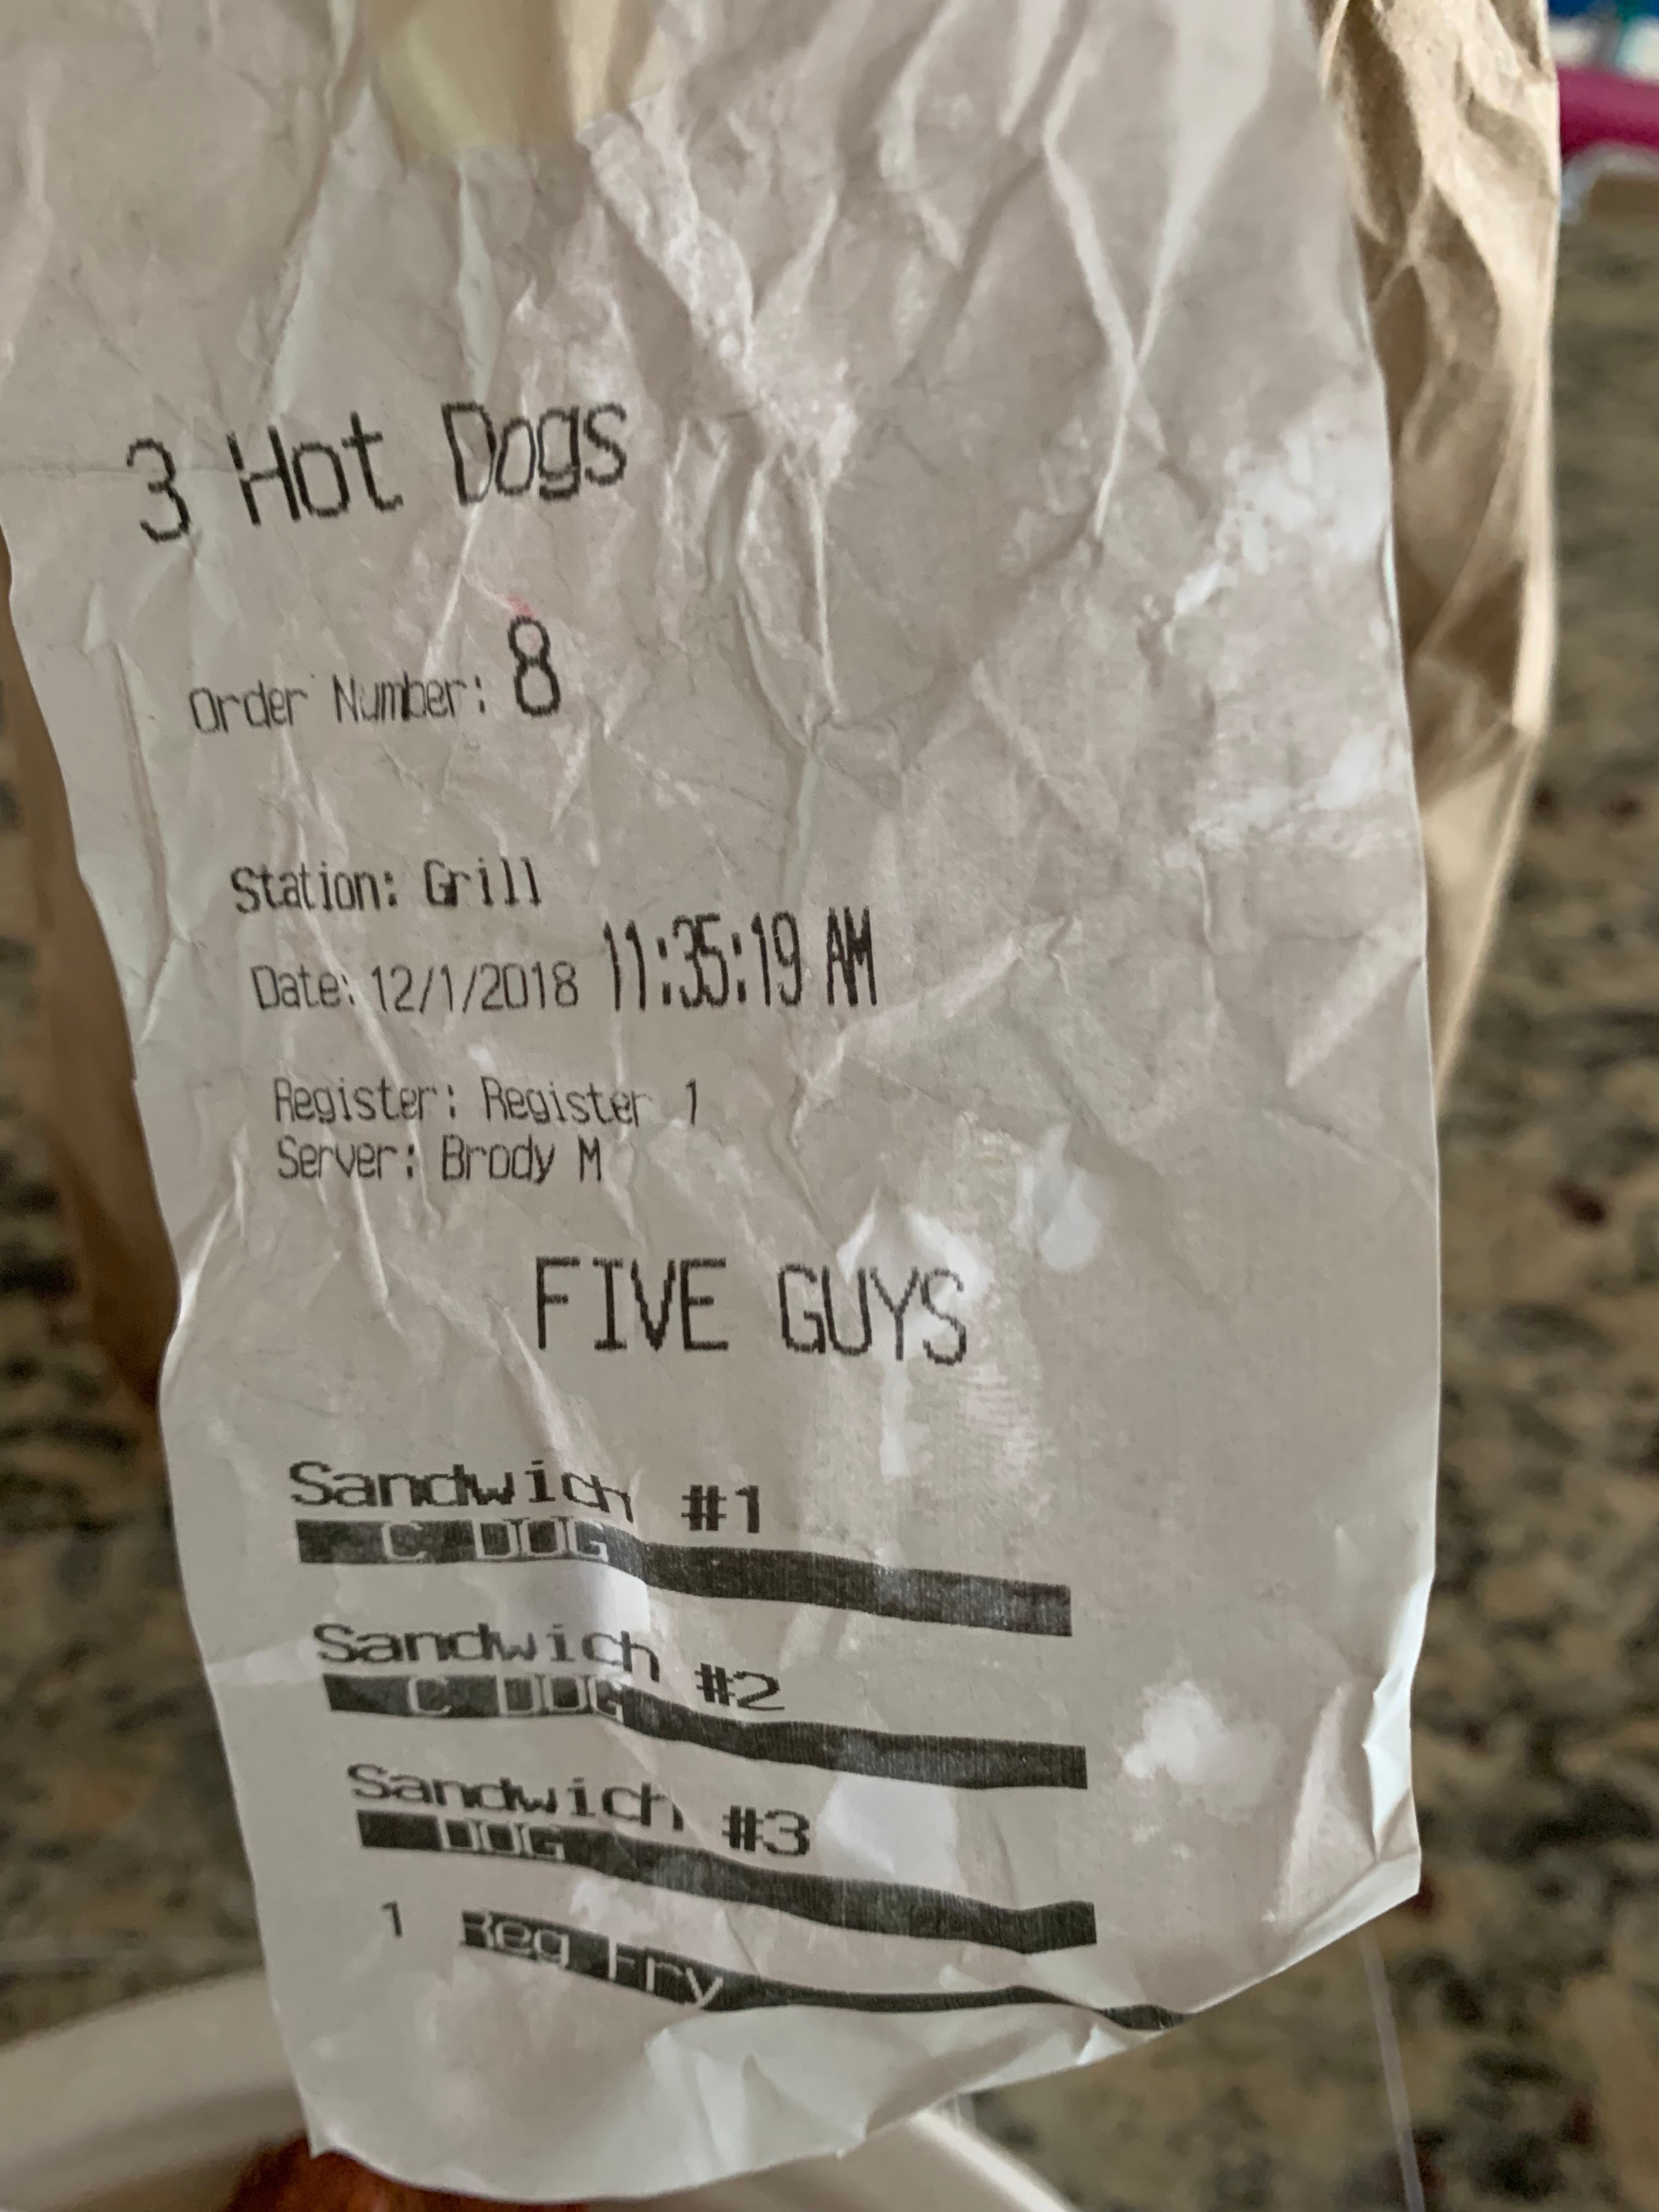 3 Hot Dogs
Order Number: 8
Station: Grill
Date: 12/1/2018 11:35:19 AM
Register: Register 1
Server: Brody M
FIVE GUYS
Sandwich #1
C DOG
Sandwich #2
C DOG
Sandwich #3
DOG
1 Reg Fry